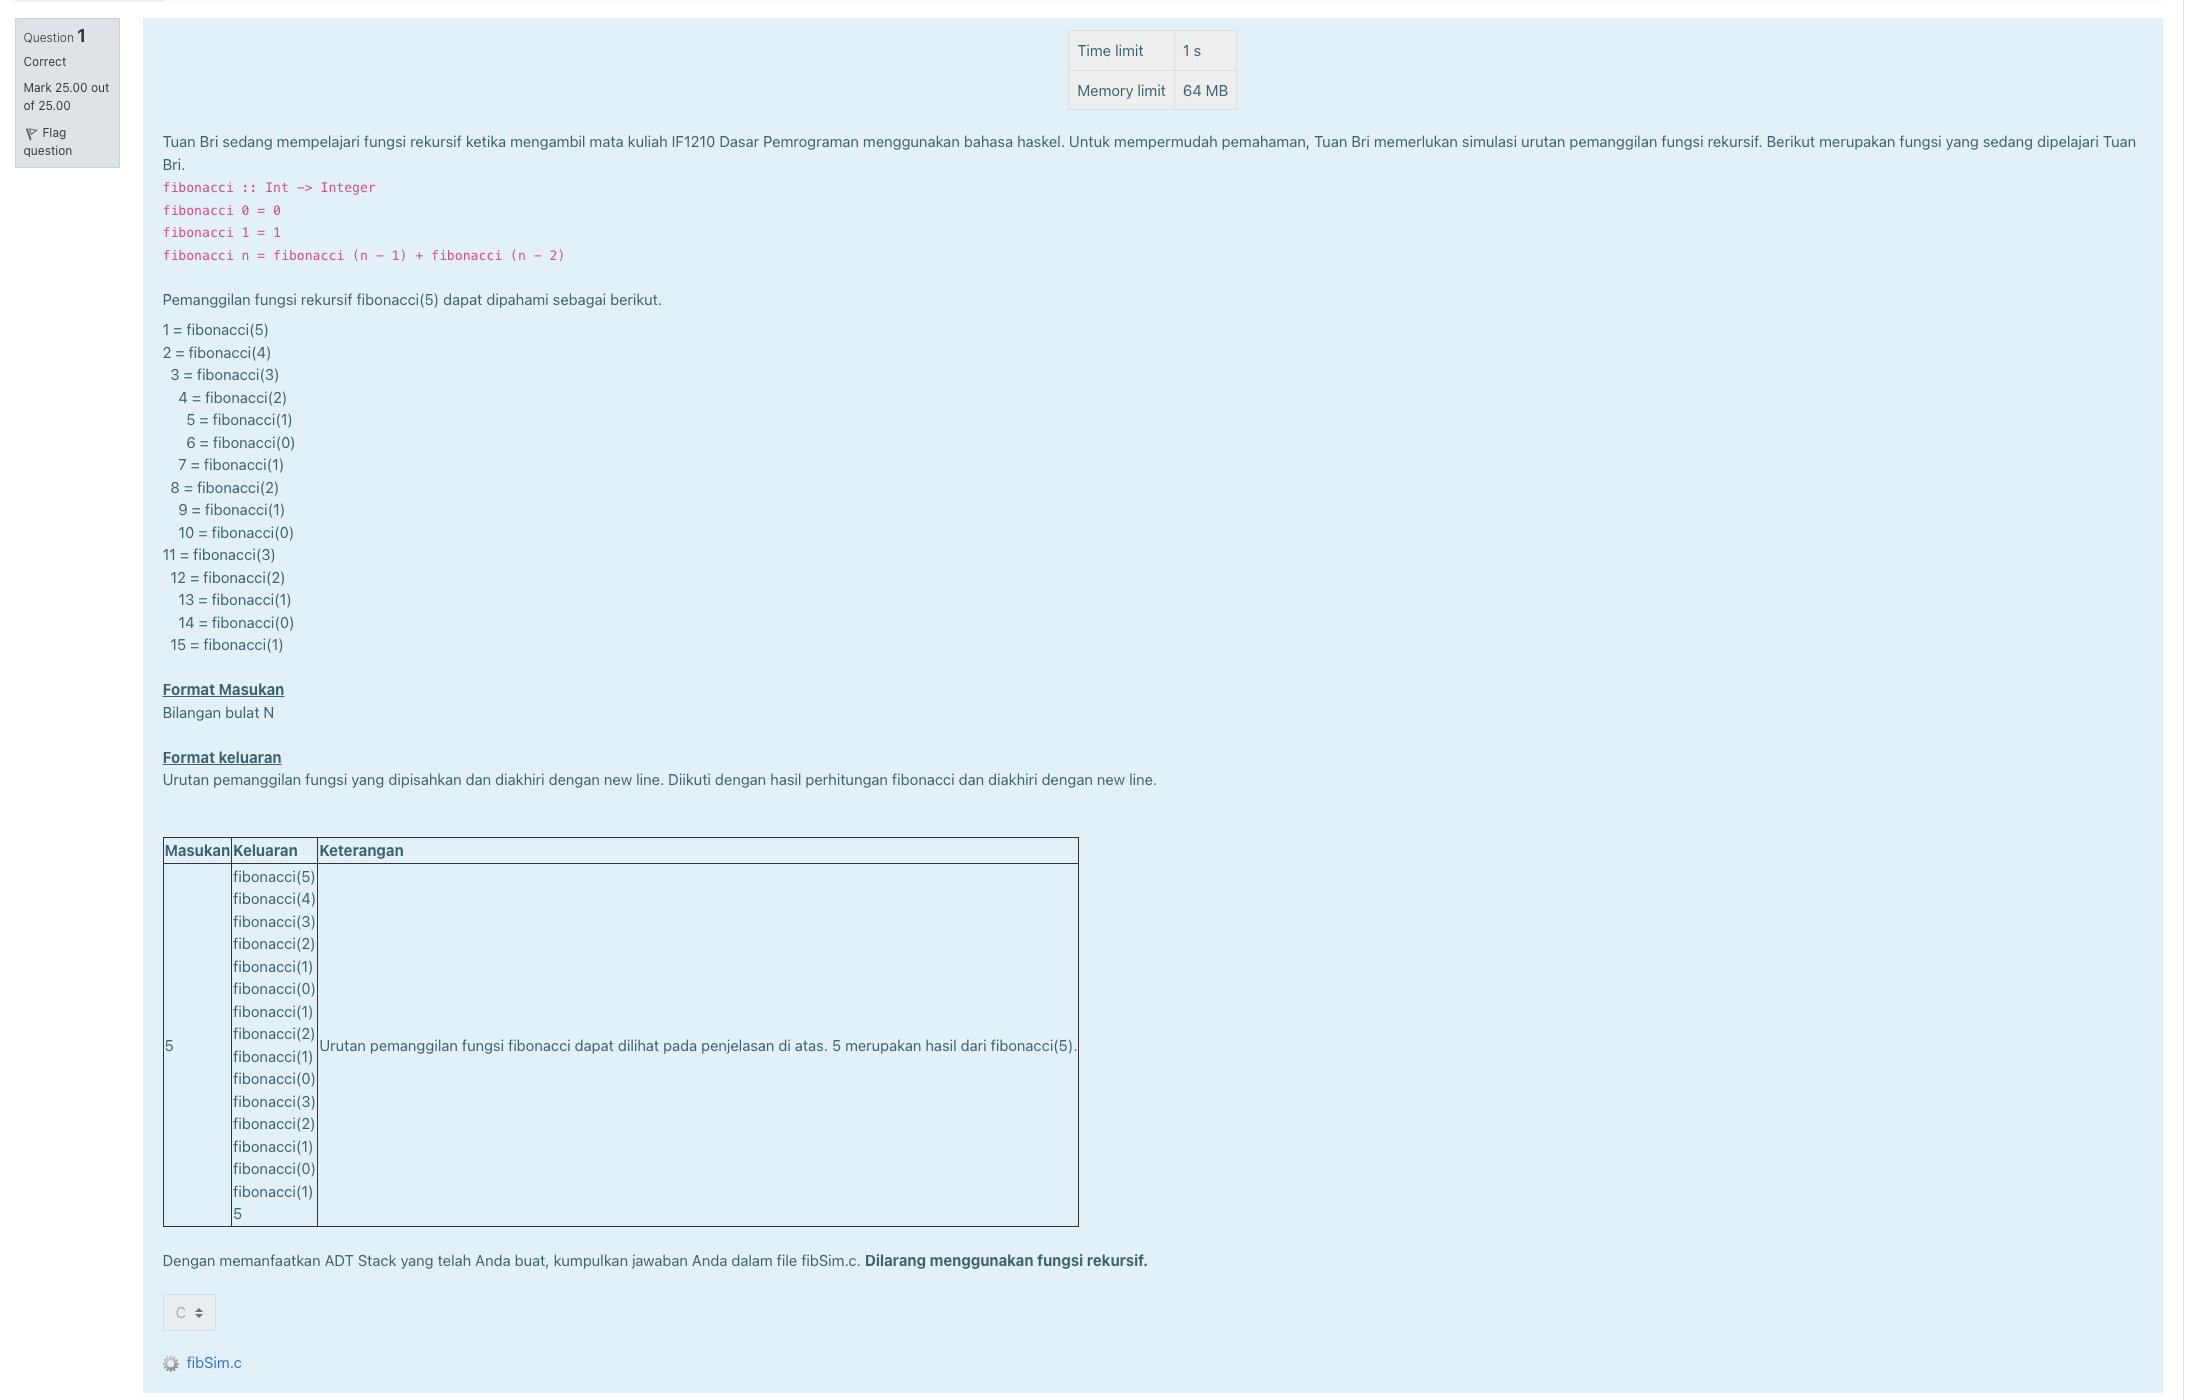 Question 1
Correct
Mark 25.00 out
of 25.00
Flag
question
Time limit 1 s
Memory limit 64 MB
Tuan Bri sedang mempelajari fungsi rekursif ketika mengambil mata kuliah IF1210 Dasar Pemrograman menggunakan bahasa haskel. Untuk mempermudah pemahaman, Tuan Bri memerlukan simulasi urutan pemanggilan fungsi rekursif. Berikut merupakan fungsi yang sedang dipelajari Tuan
Bri.
fibonacci :: Int -> Integer
fibonacci 0 = 0
fibonacci 1 = 1
fibonacci n = fibonacci (n - 1) + fibonacci (n - 2)
Pemanggilan fungsi rekursif fibonacci(5) dapat dipahami sebagai berikut.
1 = fibonacci(5)
2 = fibonacci(4)
3 = fibonacci(3)
4 = fibonacci(2)
5 = fibonacci(1)
6 = fibonacci(0)
7 = fibonacci(1)
8 = fibonacci(2)
9 = fibonacci(1)
10 = fibonacci(0)
11 = fibonacci(3)
12 = fibonacci(2)
13 = fibonacci(1)
14 = fibonacci(0)
15 = fibonacci(1)
Format Masukan
Bilangan bulat N
Format keluaran
Urutan pemanggilan fungsi yang dipisahkan dan diakhiri dengan new line. Diikuti dengan hasil perhitungan fibonacci dan diakhiri dengan new line.
Masukan Keluaran Keterangan
fibonacci(5)
fibonacci(4)
fibonacci(3)
fibonacci(2)
fibonacci(1)
fibonacci(0)
fibonacci(1)
fibonacci(2)
5 Urutan pemanggilan fungsi fibonacci dapat dilihat pada penjelasan di atas. 5 merupakan hasil dari fibonacci(5).
fibonacci(1)
fibonacci(0)
fibonacci(3)
fibonacci(2)
fibonacci(1)
fibonacci(0)
fibonacci(1)
5
Dengan memanfaatkan ADT Stack yang telah Anda buat, kumpulkan jawaban Anda dalam file fibSim.c. Dilarang menggunakan fungsi rekursif.
C
fibSim.c